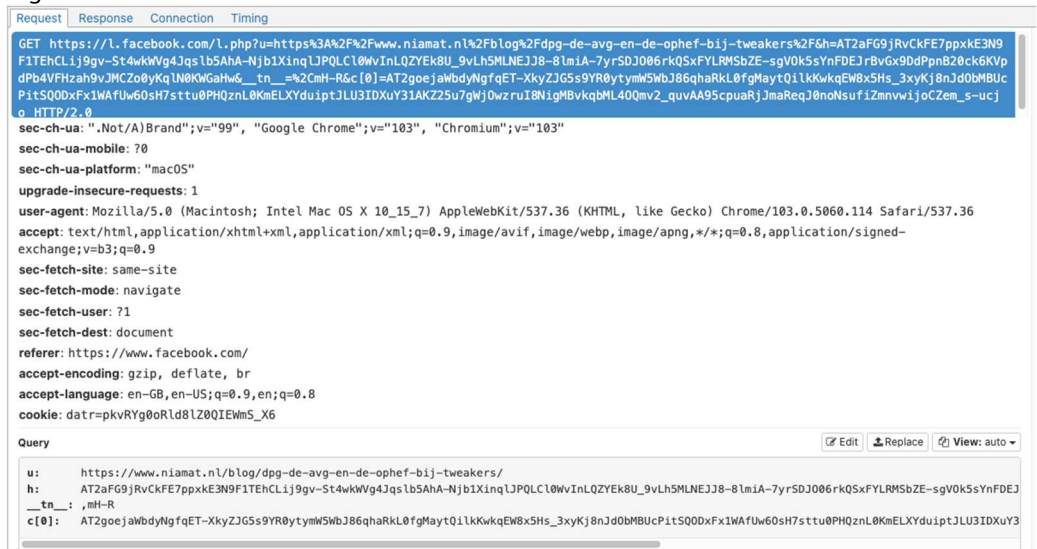 Request Response Connection Timing
GET https://l.facebook.com/l.php?u=https%3A%2F%2Fwww.niamat.nl%2Fblog%2Fdpg-de-avg-en-de-ophef-bij-tweakers%2F&h=AT2aFG9jRvCkFE7ppxkE3N9
F1TEhCLij9gv-St4wkWVg4Jqslb5AhA-Njb1XinqlJPQLCl0WvInLQZYEk8U_9vLh5MLNEJJ8-8lmiA-7yrSDJO06rkQSxFYLRMSbZE-sgVOk5sYnFDEJrBvGx9DdPpnB20ck6KVp
dPb4VFHzah9vJMCZo0yKqlN0KWGaHw&__tn__=%2CmH-R&c[0]=AT2goejaWbdyNgfqET-XkyZJG5s9YR0ytymW5WbJ86qhaRkL0fgMaytQilkKwkqEW8x5Hs_3xyKj8nJdObMBUc
PitSQODxFx1WAfUw6OsH7sttu0PHQznL0KmELXYduiptJLU3IDXuY31AKZ25u7gWjOwzruI8NigMBvkqbML4OQmv2_quvAA95cpuaRjJmaReqJ0noNsufiZmnvwijoCZem_s-ucj
o HTTP/2.0
sec-ch-ua: ".Not/A)Brand";v="99", "Google Chrome";v="103", "Chromium";v="103"
sec-ch-ua-mobile: ?0
sec-ch-ua-platform: "macOS"
upgrade-insecure-requests: 1
user-agent: Mozilla/5.0 (Macintosh; Intel Mac OS X 10_15_7) AppleWebKit/537.36 (KHTML, like Gecko) Chrome/103.0.5060.114 Safari/537.36
accept: text/html,application/xhtml+xml,application/xml;q=0.9,image/avif,image/webp,image/apng,*/*;q=0.8,application/signed-
exchange;v=b3;q=0.9
sec-fetch-site: same-site
sec-fetch-mode: navigate
sec-fetch-user: ?1
sec-fetch-dest: document
referer: https://www.facebook.com/
accept-encoding: gzip, deflate, br
accept-language: en-GB,en-US;q=0.9,en;q=0.8
cookie: datr=pkvRYg0oRld8lZ0QIEWmS_X6
Query Edit Replace View: auto
u: https://www.niamat.nl/blog/dpg-de-avg-en-de-ophef-bij-tweakers/
h: AT2aFG9jRvCkFE7ppxkE3N9F1TEhCLij9gv-St4wkWVg4Jqslb5AhA-Njb1XinqlJPQLCl0WvInLQZYEk8U_9vLh5MLNEJJ8-8lmiA-7yrSDJO06rkQSxFYLRMSbZE-sgVOk5sYnFDEJ
__tn__: ,mH-R
c[0]: AT2goejaWbdyNgfqET-XkyZJG5s9YR0ytymW5WbJ86qhaRkL0fgMaytQilkKwkqEW8x5Hs_3xyKj8nJdObMBUcPitSQODxFx1WAfUw6OsH7sttu0PHQznL0KmELXYduiptJLU3IDXuY3